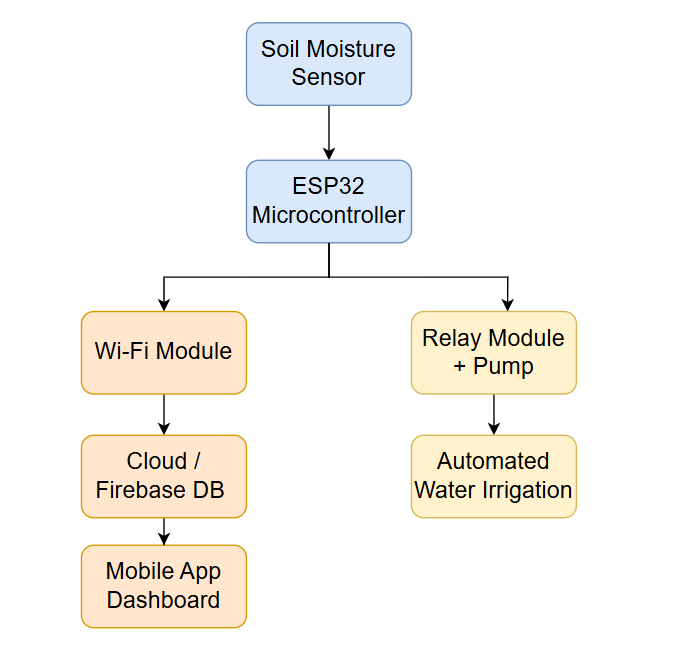 Soil Moisture
Sensor
ESP32
Microcontroller
Wi-Fi Module
Relay Module
+ Pump
Cloud /
Firebase DB
Automated
Water Irrigation
Mobile App
Dashboard